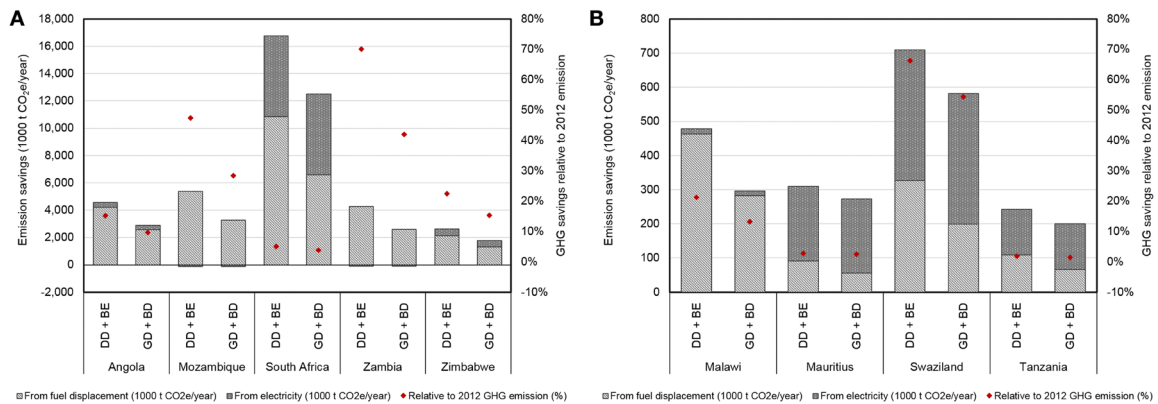 A
Emission savings (1000 t CO₂e/year)
18,000
16,000
14,000
12,000
10,000
8,000
6,000
4,000
2,000
0
-2,000
80%
70%
60%
50%
40%
30%
20%
10%
0%
-10%
GHG savings relative to 2012 emission
DD + BE
GD + BD
DD + BE
GD + BD
DD + BE
GD + BD
DD + BE
GD + BD
DD + BE
GD + BD
Angola Mozambique South Africa Zambia Zimbabwe
From fuel displacement (1000 t CO2e/year) From electricity (1000 t CO2e/year) Relative to 2012 GHG emission (%)
B
Emission savings (1000 t CO₂e/year)
800
700
600
500
400
300
200
100
0
80%
70%
60%
50%
40%
30%
20%
10%
0%
-10%
GHG savings relative to 2012 emission
DD + BE
GD + BD
DD + BE
GD + BD
DD + BE
GD + BD
DD + BE
GD + BD
Malawi Mauritius Swaziland Tanzania
From fuel displacement (1000 t CO2e/year) From electricity (1000 t CO2e/year) Relative to 2012 GHG emission (%)